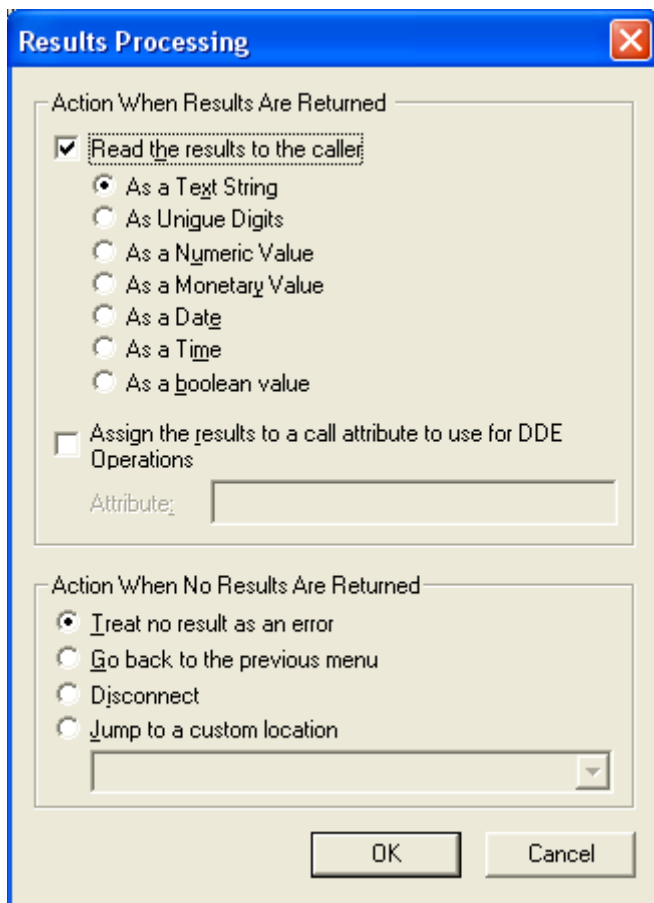 Results Processing
Action When Results Are Returned
Read the results to the caller
As a Text String
As Unique Digits
As a Numeric Value
As a Monetary Value
As a Date
As a Time
As a boolean value
Assign the results to a call attribute to use for DDE
Operations
Attribute:
Action When No Results Are Returned
Treat no result as an error
Go back to the previous menu
Disconnect
Jump to a custom location
OK Cancel